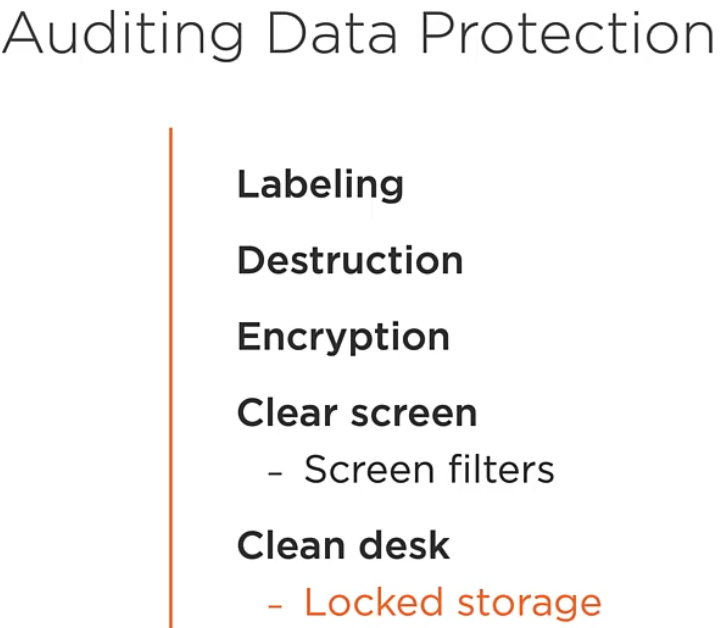 Auditing Data Protection
Labeling
Destruction
Encryption
Clear screen
- Screen filters
Clean desk
- Locked storage